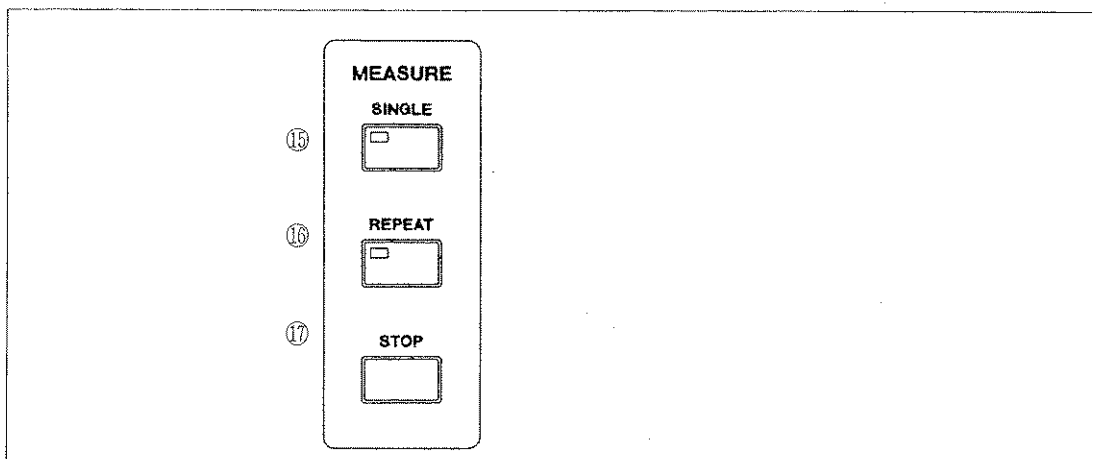 MEASURE
SINGLE
⑮
REPEAT
⑯
⑰
STOP